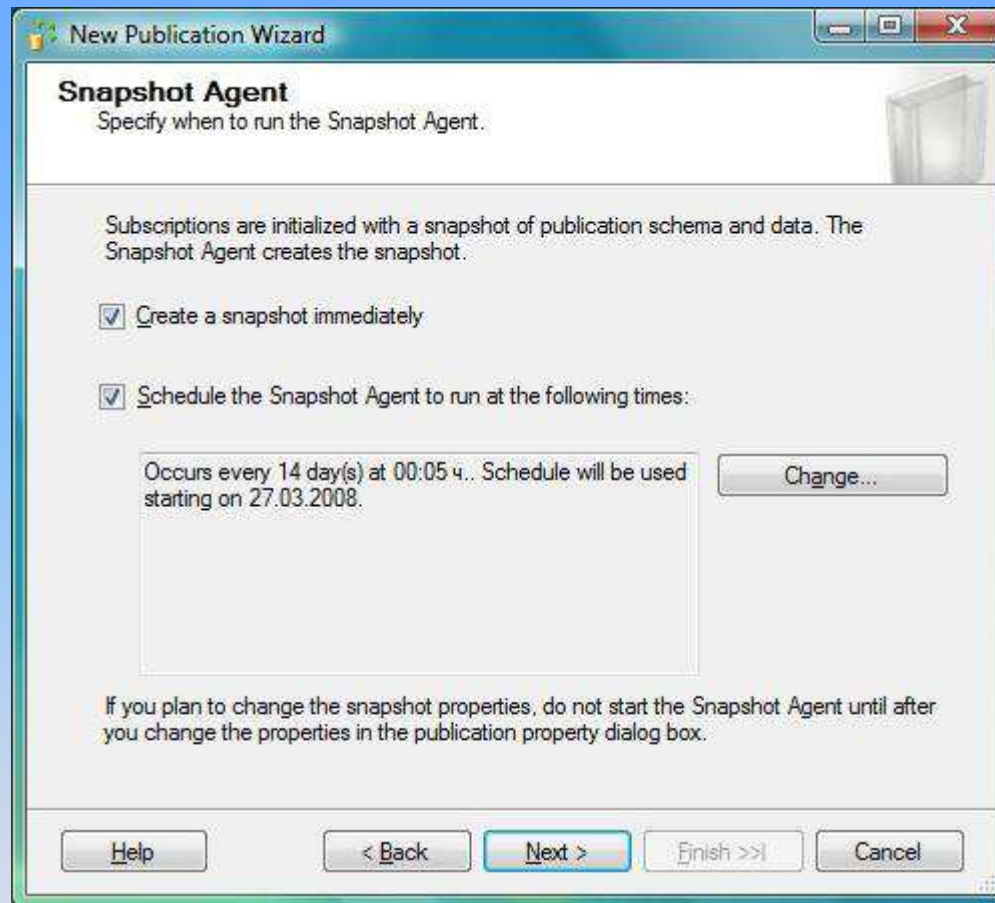 New Publication Wizard
Snapshot Agent
Specify when to run the Snapshot Agent.
Subscriptions are initialized with a snapshot of publication schema and data. The
Snapshot Agent creates the snapshot.
Create a snapshot immediately
Schedule the Snapshot Agent to run at the following times:
Occurs every 14 day(s) at 00:05 ч.. Schedule will be used
starting on 27.03.2008.
Change...
If you plan to change the snapshot properties, do not start the Snapshot Agent until after
you change the properties in the publication property dialog box.
Help
< Back
Next >
Finish >>|
Cancel